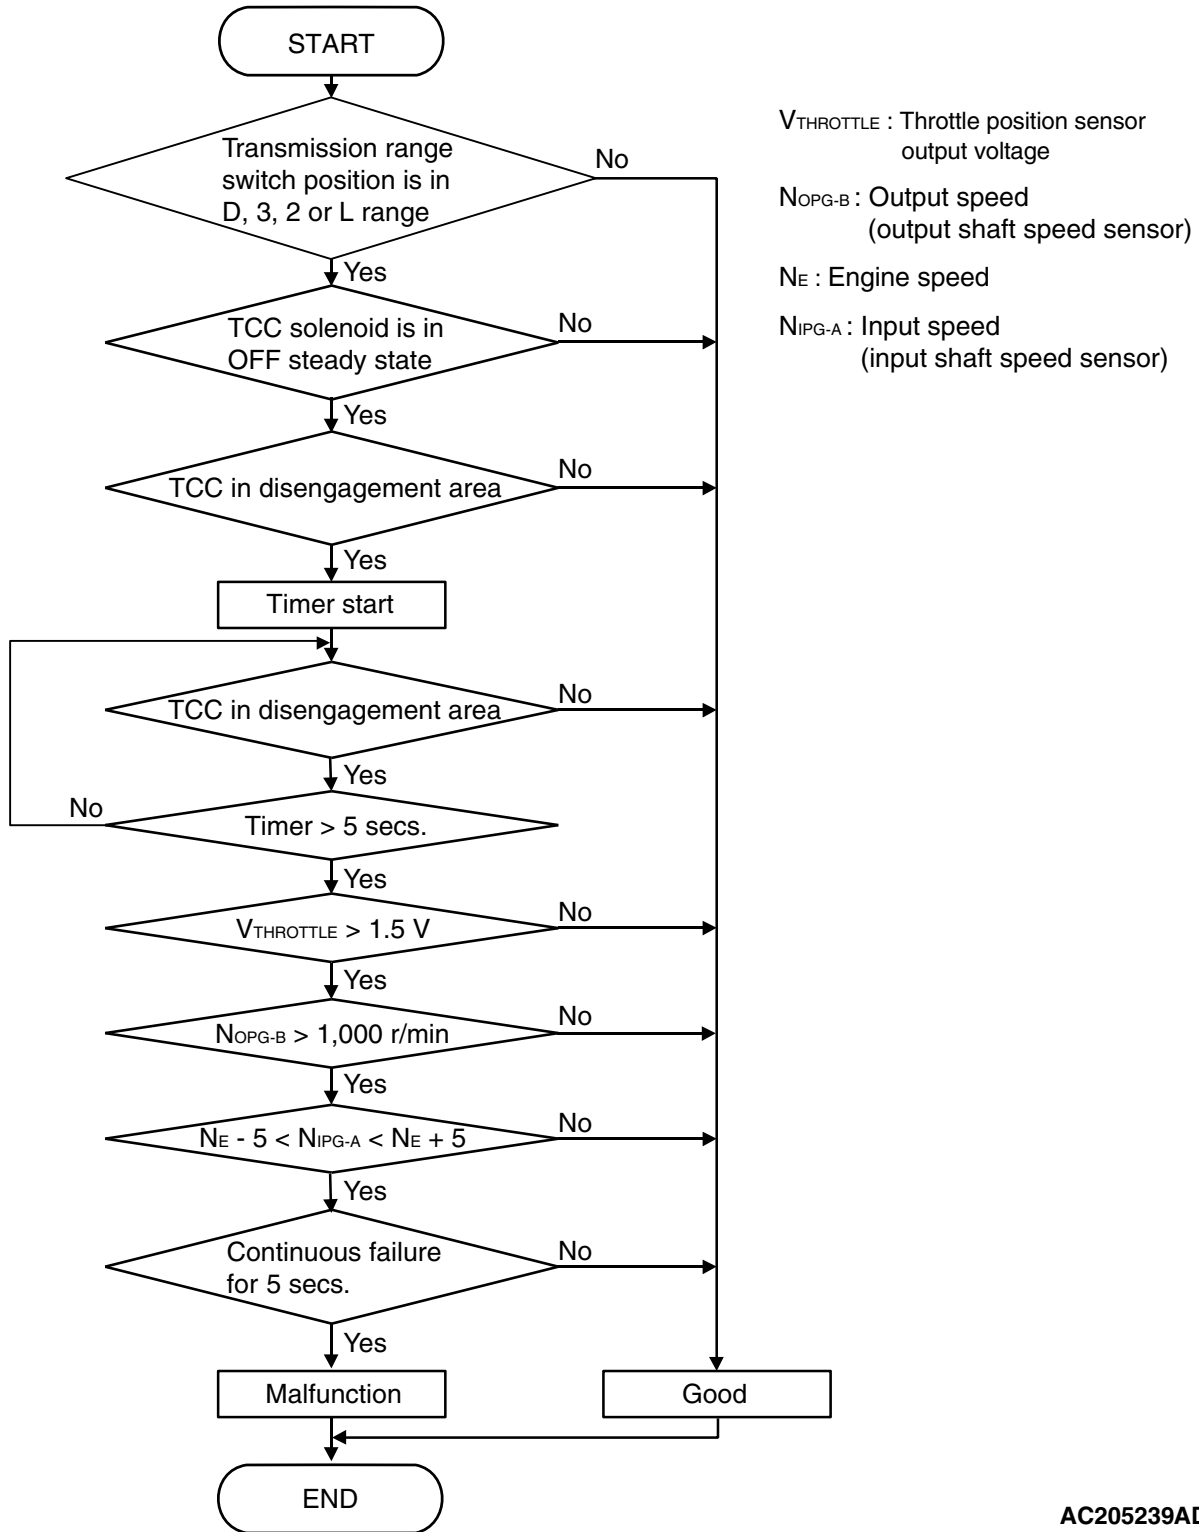 START
Transmission range
switch position is in
D, 3, 2 or L range
No
Yes
TCC solenoid is in
OFF steady state
No
Yes
TCC in disengagement area
No
Yes
Timer start
TCC in disengagement area
No
Yes
Timer > 5 secs.
No
Yes
VTHROTTLE > 1.5 V
No
Yes
NOPG-B > 1,000 r/min
No
Yes
NE - 5 < NIPG-A < NE + 5
No
Yes
Continuous failure
for 5 secs.
No
Yes
Malfunction
Good
END
VTHROTTLE : Throttle position sensor
output voltage
NOPG-B : Output speed
(output shaft speed sensor)
NE : Engine speed
NIPG-A : Input speed
(input shaft speed sensor)
AC205239AD